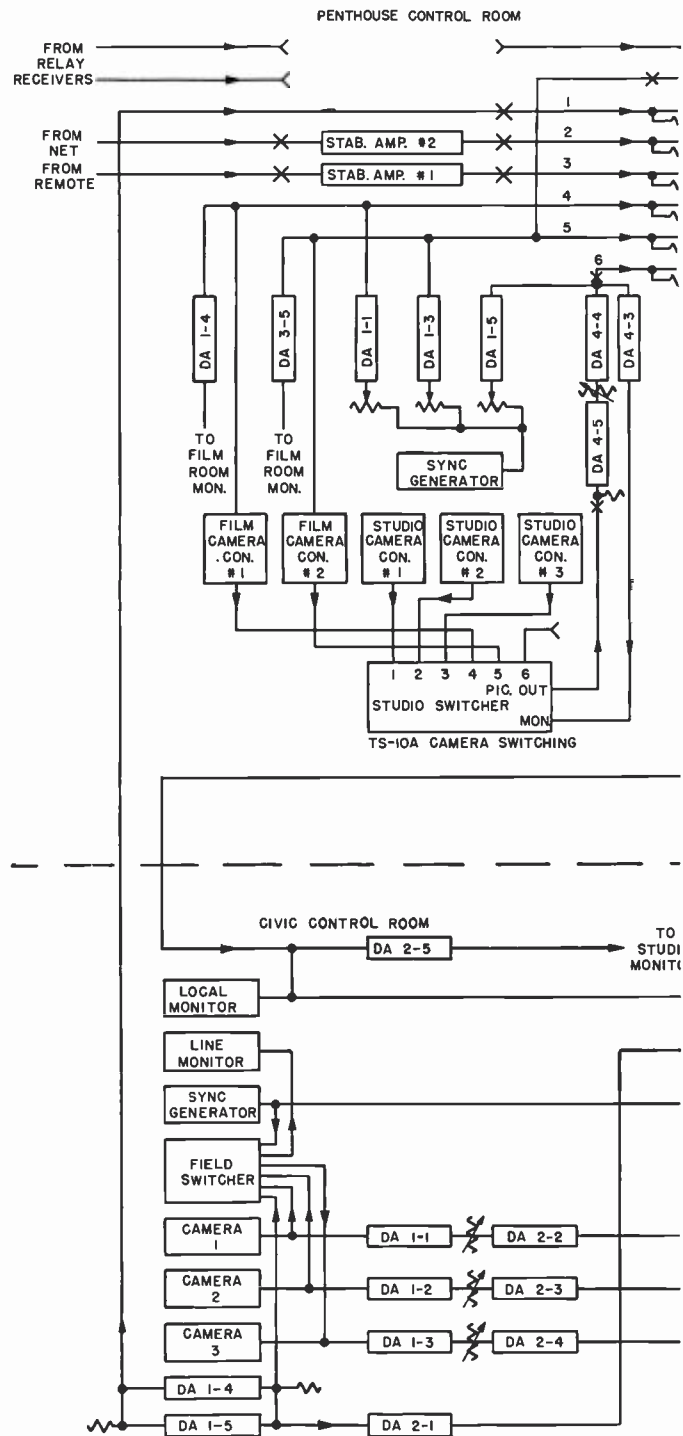 PENTHOUSE CONTROL ROOM
FROM
RELAY
RECEIVERS
1
FROM
NET
STAB. AMP. #2
2
FROM
REMOTE
STAB. AMP. #1
3
4
5
6
DA 1-4
DA 3-5
DA 1-1
DA 1-3
DA 1-5
DA 4-4
DA 4-3
DA 4-5
TO
FILM
ROOM
MON.
TO
FILM
ROOM
MON.
SYNC
GENERATOR
FILM
CAMERA
CON.
#1
FILM
CAMERA
CON.
#2
STUDIO
CAMERA
CON.
#1
STUDIO
CAMERA
CON.
#2
STUDIO
CAMERA
CON.
#3
1 2 3 4 5 6
PIC. OUT
STUDIO SWITCHER
MON.
TS-10A CAMERA SWITCHING
CIVIC CONTROL ROOM
DA 2-5
TO
STUDI
MONITO
LOCAL
MONITOR
LINE
MONITOR
SYNC
GENERATOR
FIELD
SWITCHER
CAMERA
1
DA 1-1
DA 2-2
CAMERA
2
DA 1-2
DA 2-3
CAMERA
3
DA 1-3
DA 2-4
DA 1-4
DA 1-5
DA 2-1